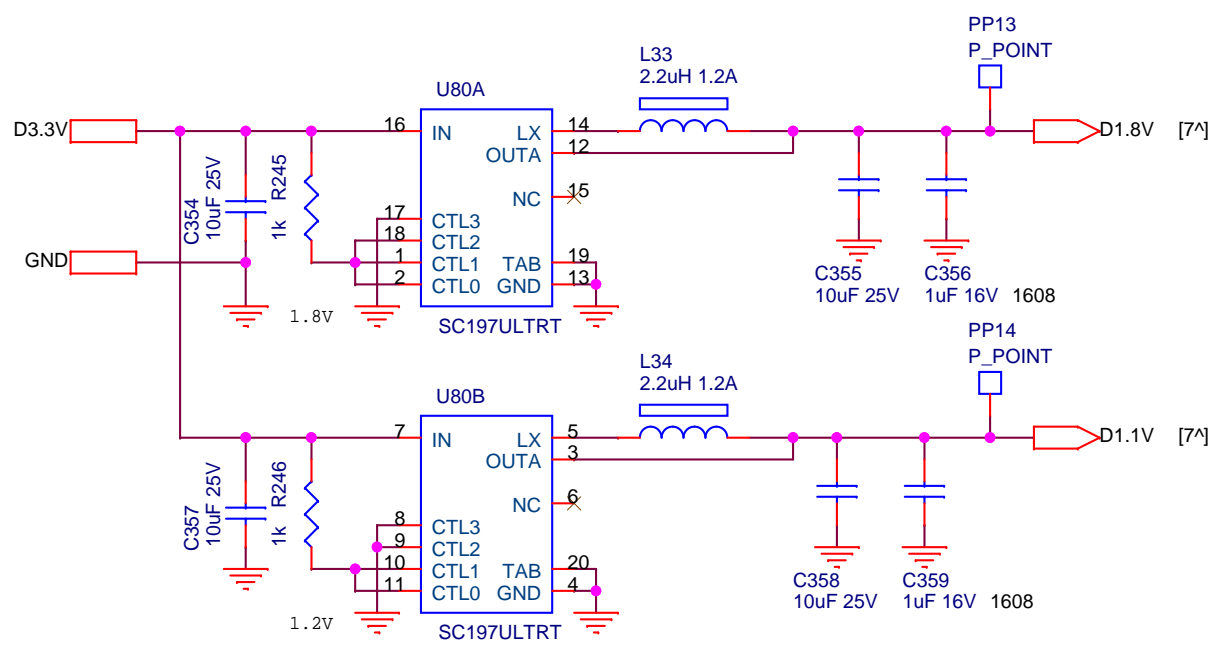 PP13
P_POINT
L33
2.2uH 1.2A
U80A
D3.3V
16
IN
LX
14
OUTA
12
D1.8V
[7^]
C354
10uF 25V
1k
R245
NC
15
17
CTL3
18
CTL2
1
CTL1
TAB
19
2
CTL0
GND
13
GND
C355
10uF 25V
C356
1uF 16V
1608
1.8V
SC197ULTRT
PP14
P_POINT
L34
2.2uH 1.2A
U80B
7
IN
LX
5
OUTA
3
D1.1V
[7^]
C357
10uF 25V
1k
R246
NC
6
8
CTL3
9
CTL2
10
CTL1
TAB
20
11
CTL0
GND
4
C358
10uF 25V
C359
1uF 16V
1608
1.2V
SC197ULTRT